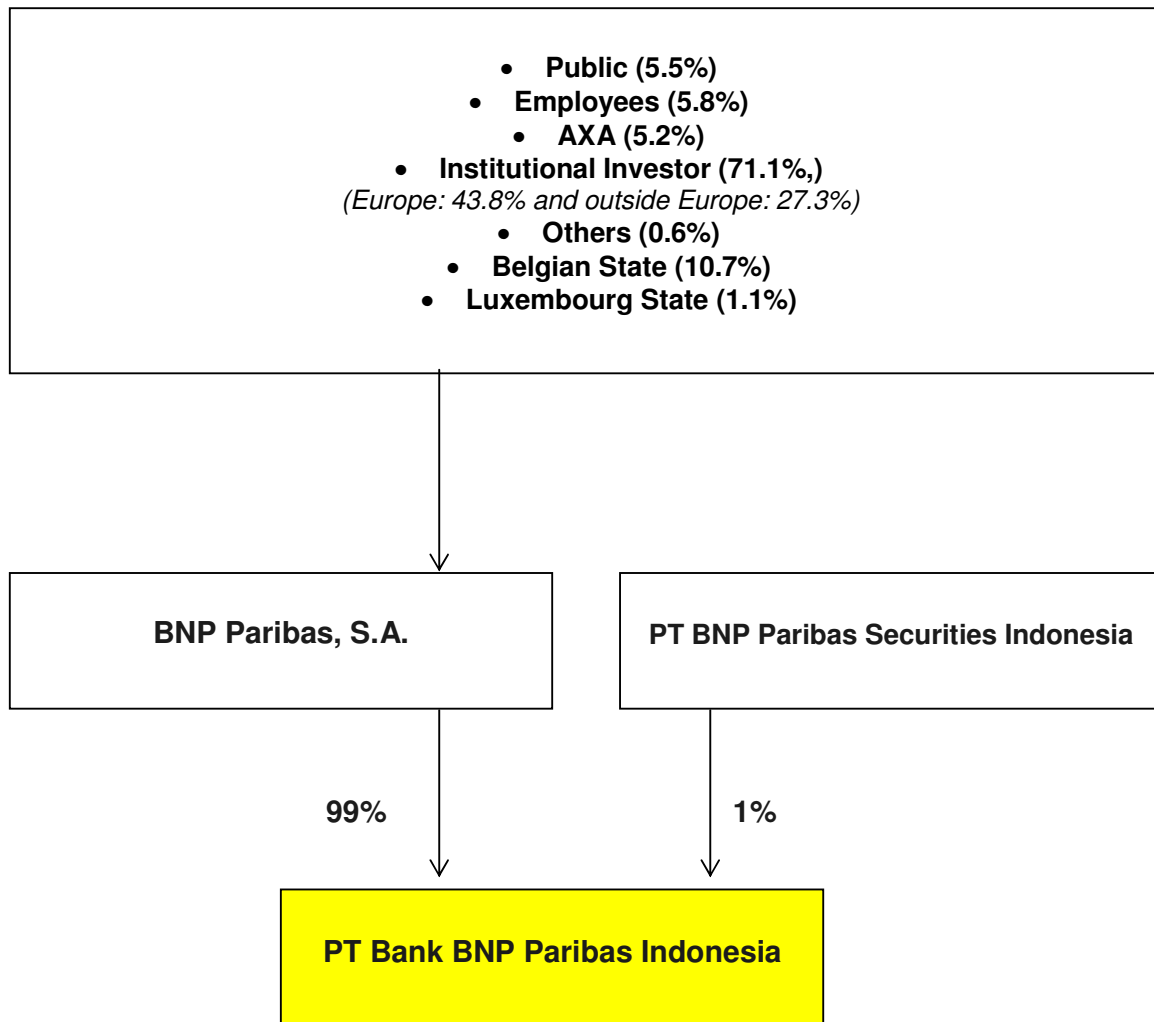 • Public (5.5%)
• Employees (5.8%)
• AXA (5.2%)
• Institutional Investor (71.1%,)
(Europe: 43.8% and outside Europe: 27.3%)
• Others (0.6%)
• Belgian State (10.7%)
• Luxembourg State (1.1%)
BNP Paribas, S.A.
PT BNP Paribas Securities Indonesia
99%
1%
PT Bank BNP Paribas Indonesia